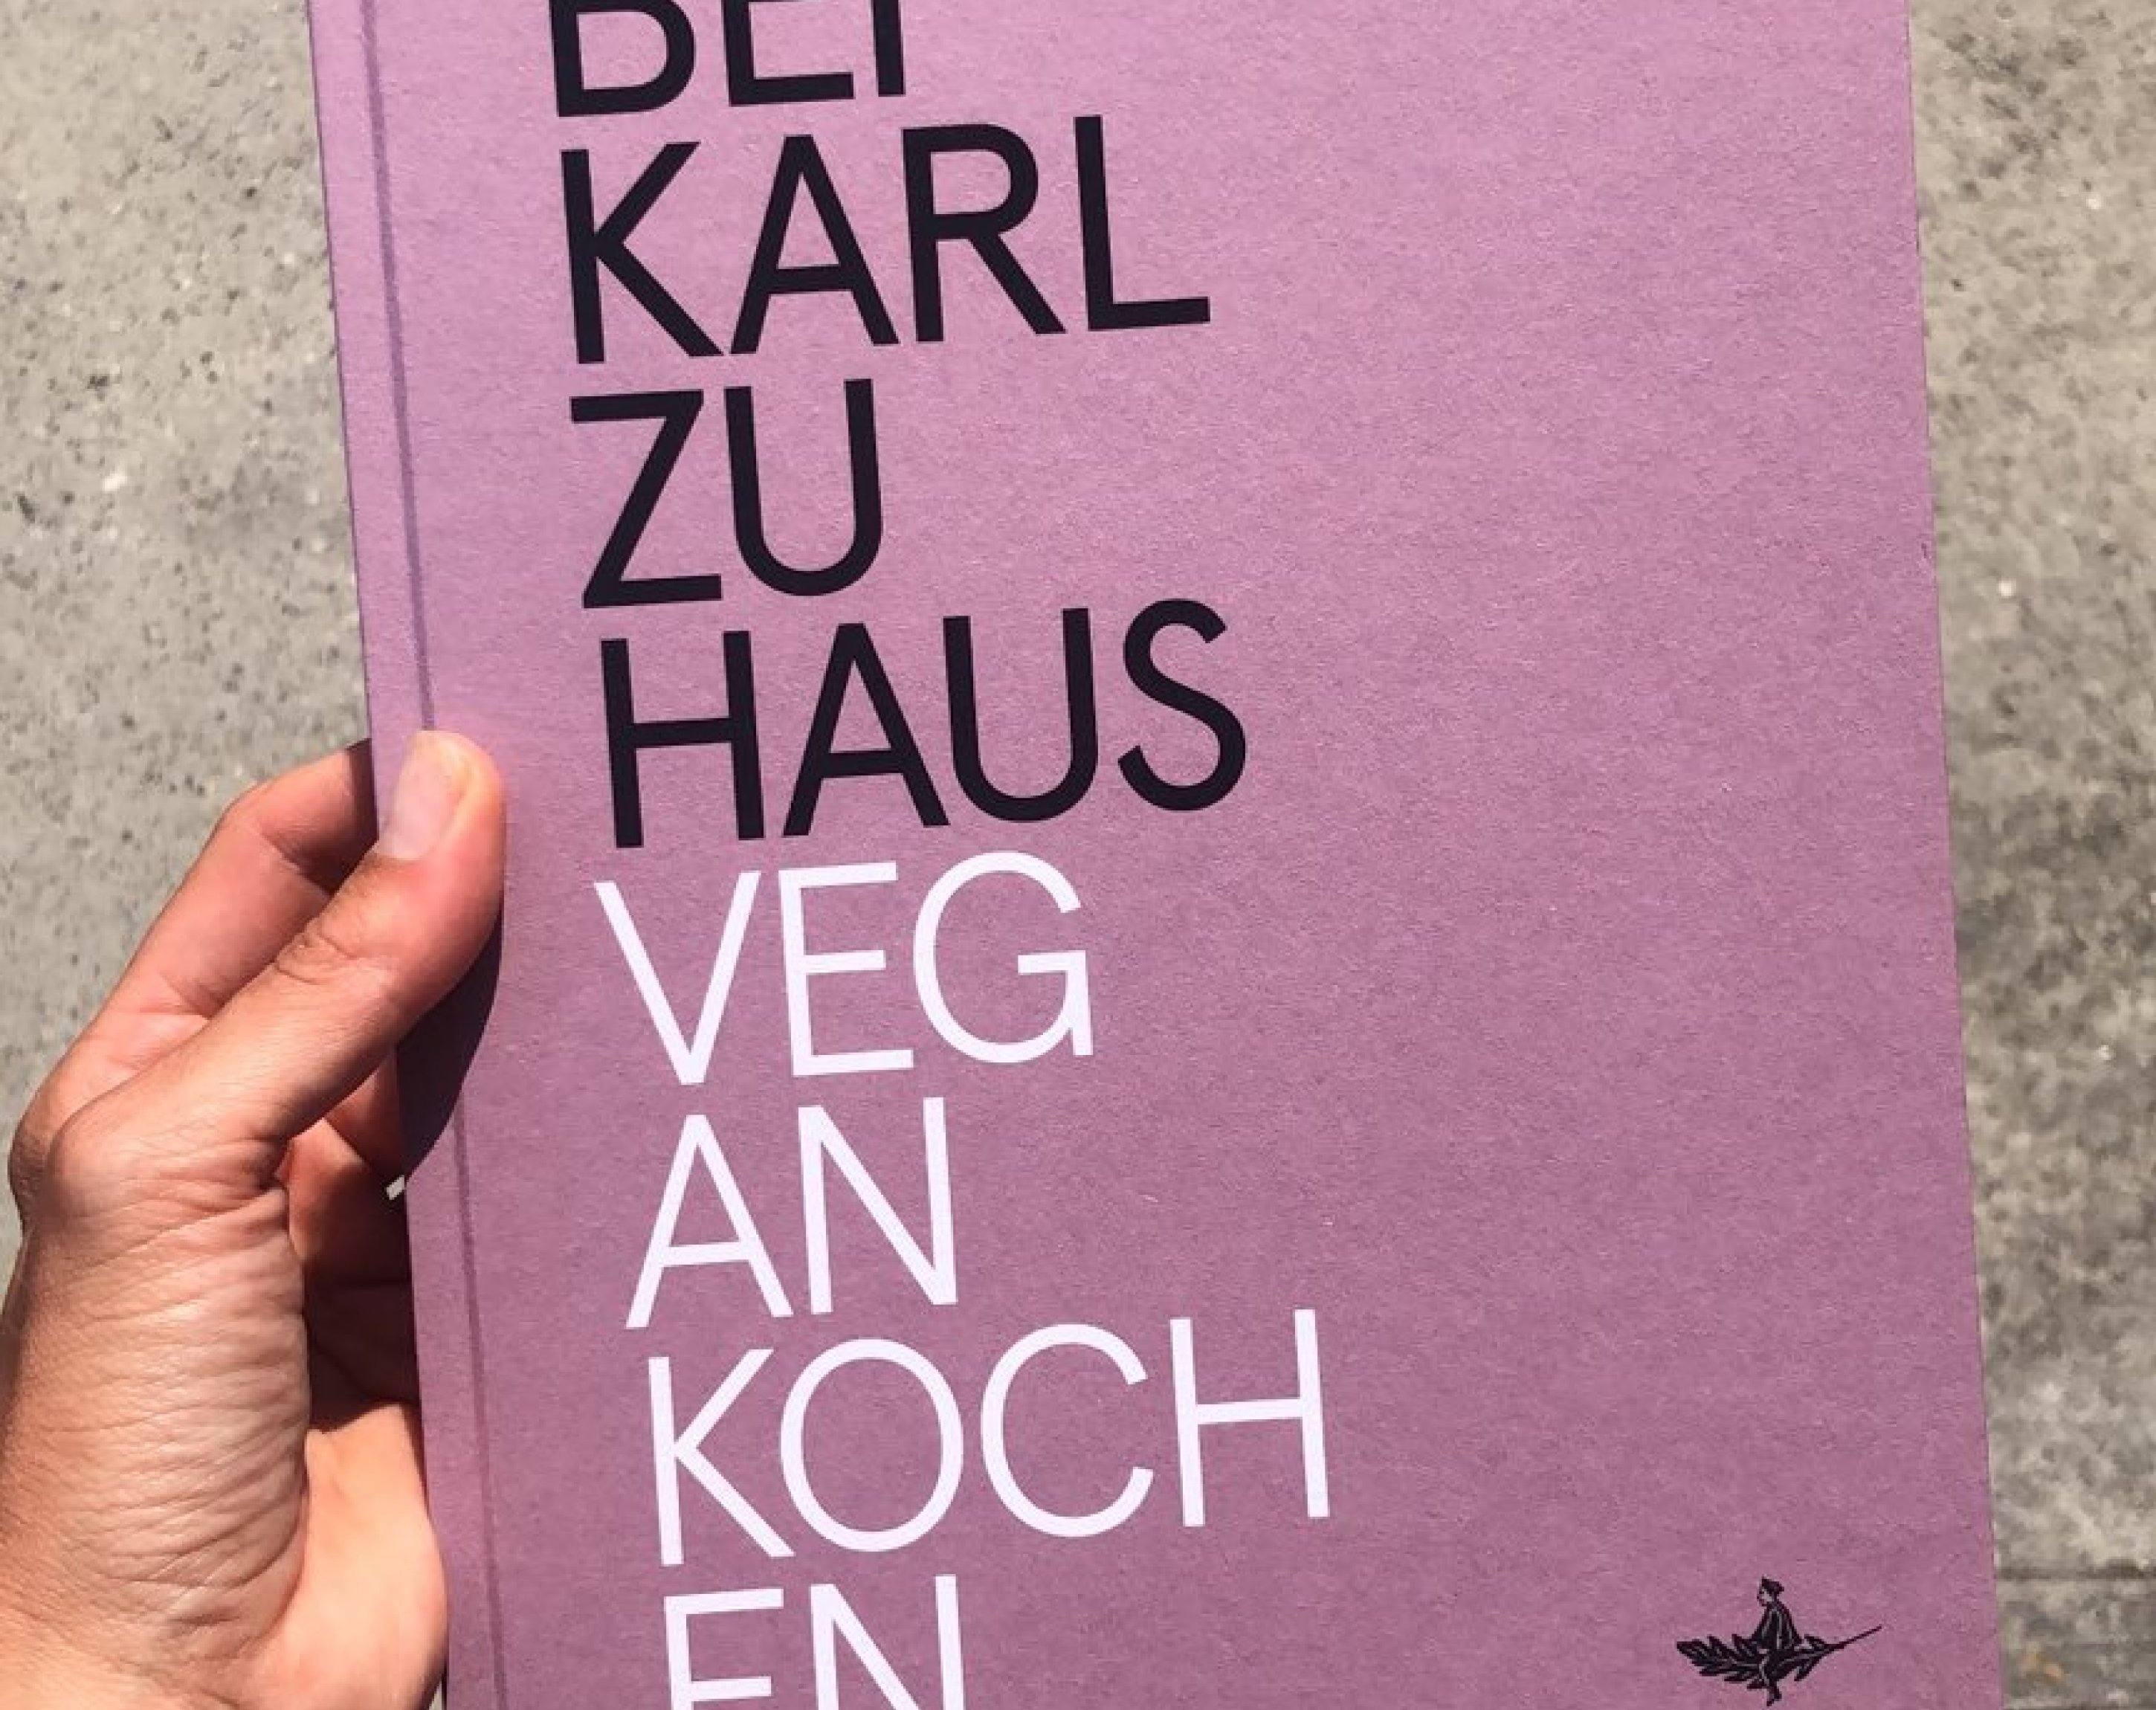 BEI
KARL
ZU
HAUS
VEG
AN
KOCH
EN